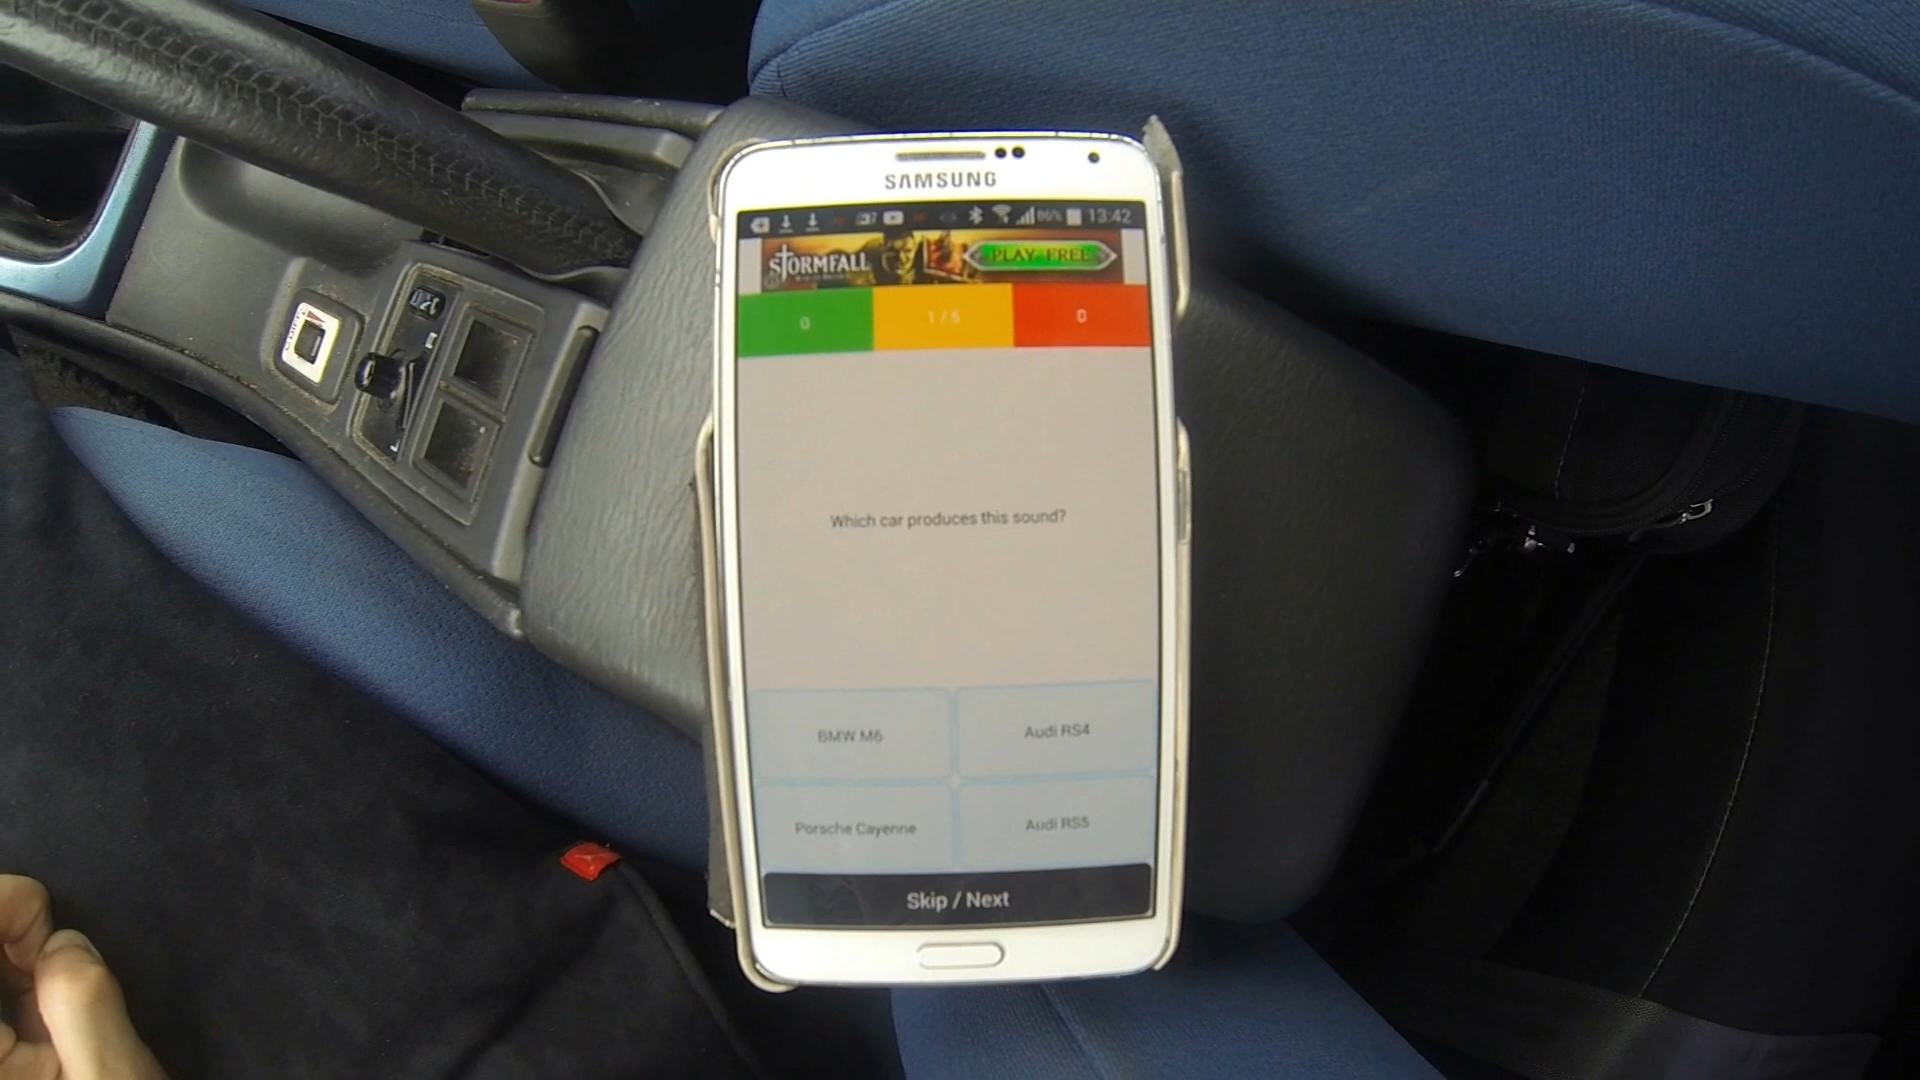 SAMSUNG
86% 13:42
STORMFALL
PLAY FREE
0
1 / 5
0
Which car produces this sound?
BMW M6
Audi RS4
Porsche Cayenne
Audi RS5
Skip / Next